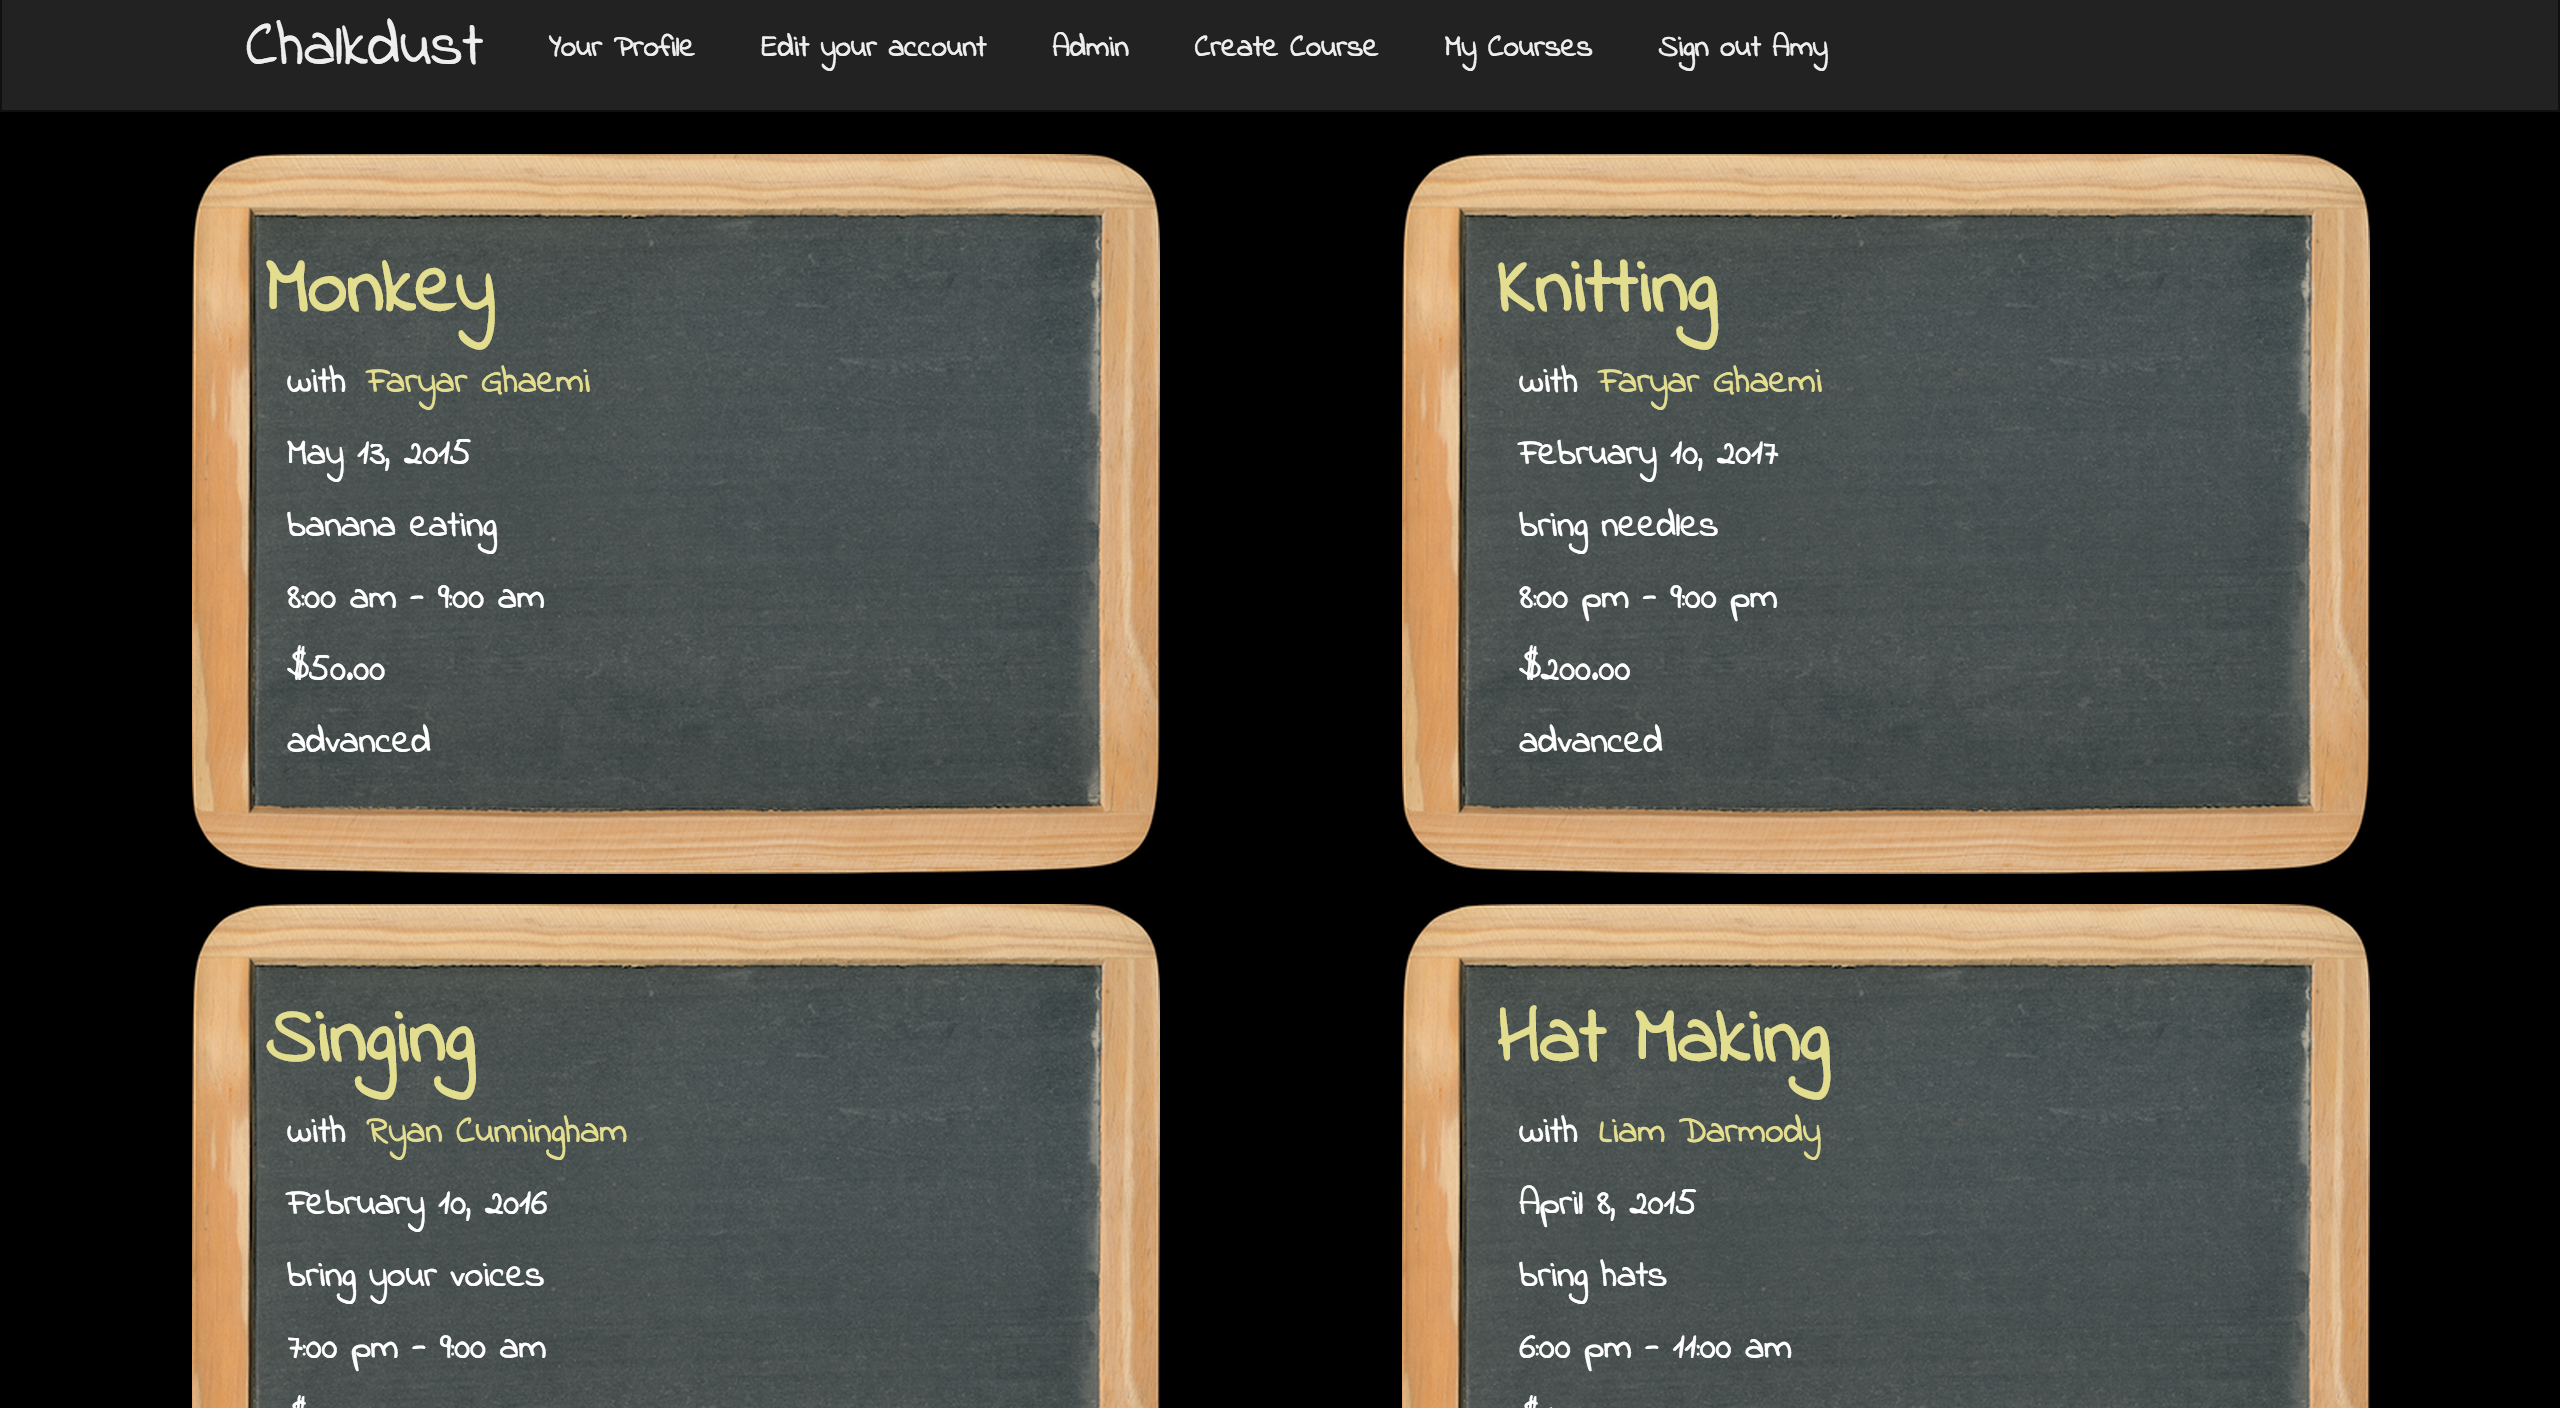 Chalkdust Your Profile Edit your account Admin Create Course My Courses Sign out Amy
Monkey
with Faryar Ghaemi
May 13, 2015
banana eating
8:00 am - 9:00 am
$50.00
advanced
Knitting
with Faryar Ghaemi
February 10, 2017
bring needles
8:00 pm - 9:00 pm
$200.00
advanced
Singing
with Ryan Cunningham
February 10, 2016
bring your voices
7:00 pm - 9:00 am
Hat Making
with Liam Darmody
April 8, 2015
bring hats
6:00 pm - 11:00 am